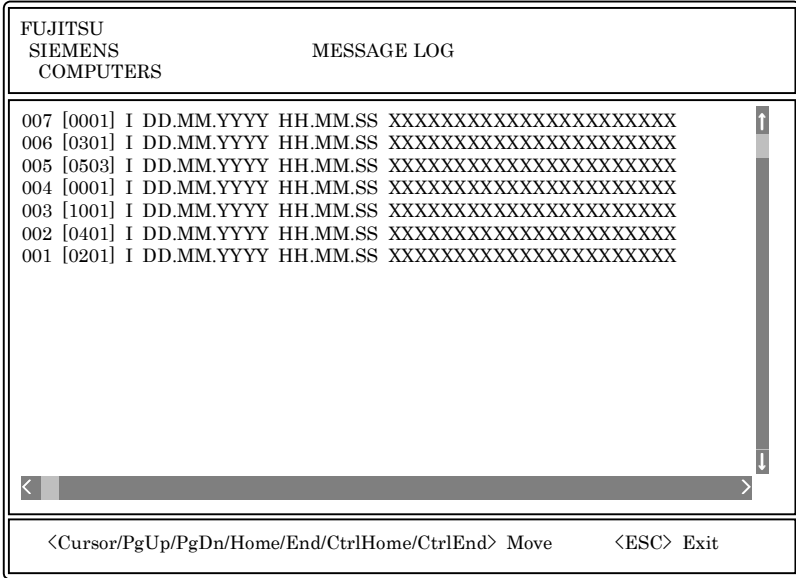 FUJITSU
SIEMENS MESSAGE LOG
COMPUTERS
007 [0001] I DD.MM.YYYY HH.MM.SS XXXXXXXXXXXXXXXXXXXXXX
006 [0301] I DD.MM.YYYY HH.MM.SS XXXXXXXXXXXXXXXXXXXXXX
005 [0503] I DD.MM.YYYY HH.MM.SS XXXXXXXXXXXXXXXXXXXXXX
004 [0001] I DD.MM.YYYY HH.MM.SS XXXXXXXXXXXXXXXXXXXXXX
003 [1001] I DD.MM.YYYY HH.MM.SS XXXXXXXXXXXXXXXXXXXXXX
002 [0401] I DD.MM.YYYY HH.MM.SS XXXXXXXXXXXXXXXXXXXXXX
001 [0201] I DD.MM.YYYY HH.MM.SS XXXXXXXXXXXXXXXXXXXXXX
<Cursor/PgUp/PgDn/Home/End/CtrlHome/CtrlEnd> Move <ESC> Exit